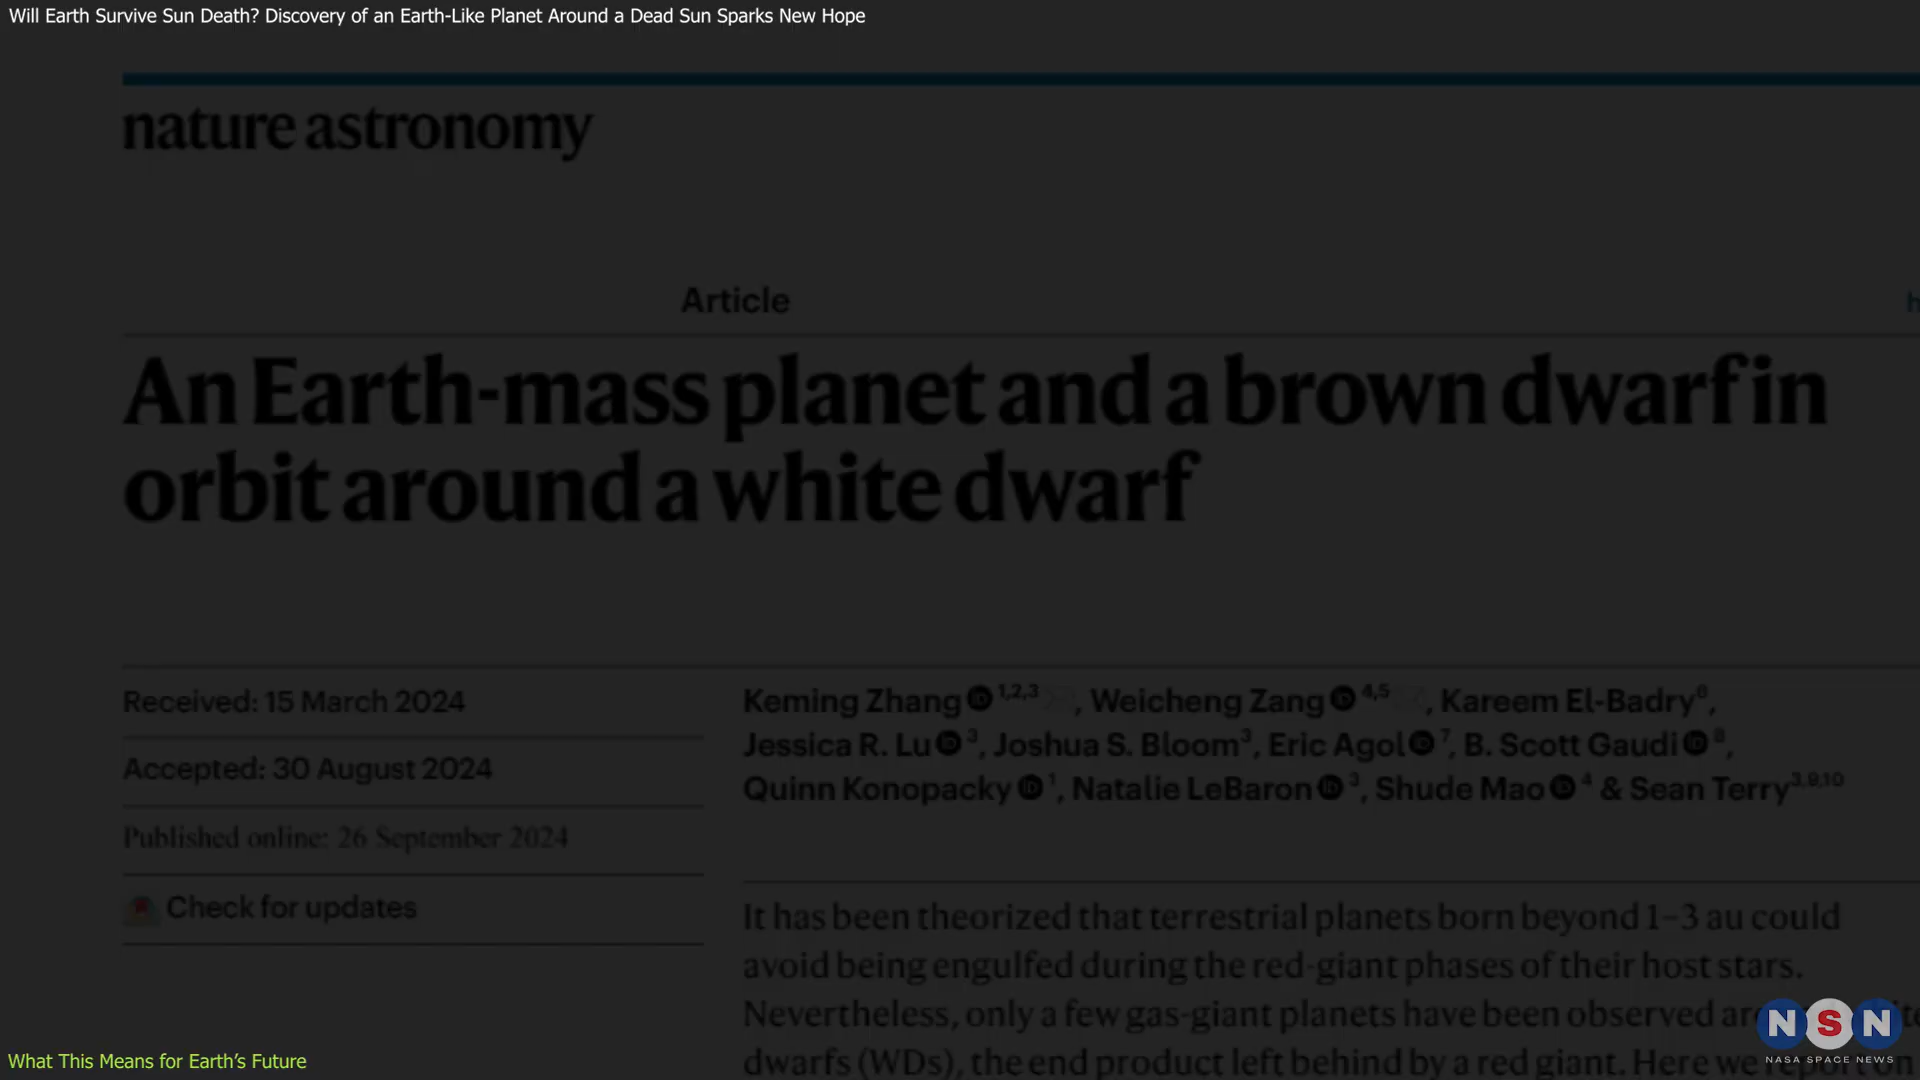 Will Earth Survive Sun Death? Discovery of an Earth-Like Planet Around a Dead Sun Sparks New Hope
nature astronomy
Article
An Earth-mass planet and a brown dwarf in
orbit around a white dwarf
Received: 15 March 2024
Accepted: 30 August 2024
Published online: 26 September 2024
Check for updates
Keming Zhang 1,2,3, Weicheng Zang 4,5, Kareem El-Badry6,
Jessica R. Lu 3, Joshua S. Bloom3, Eric Agol 7, B. Scott Gaudi 8,
Quinn Konopacky 1, Natalie LeBaron 3, Shude Mao 4 & Sean Terry3,9,10
It has been theorized that terrestrial planets born beyond 1–3 au could
avoid being engulfed during the red-giant phases of their host stars.
Nevertheless, only a few gas-giant planets have been observed
dwarfs (WDs), the end product left behind by a red giant. Here we report on
NSN
NASA SPACE NEWS
What This Means for Earth's Future